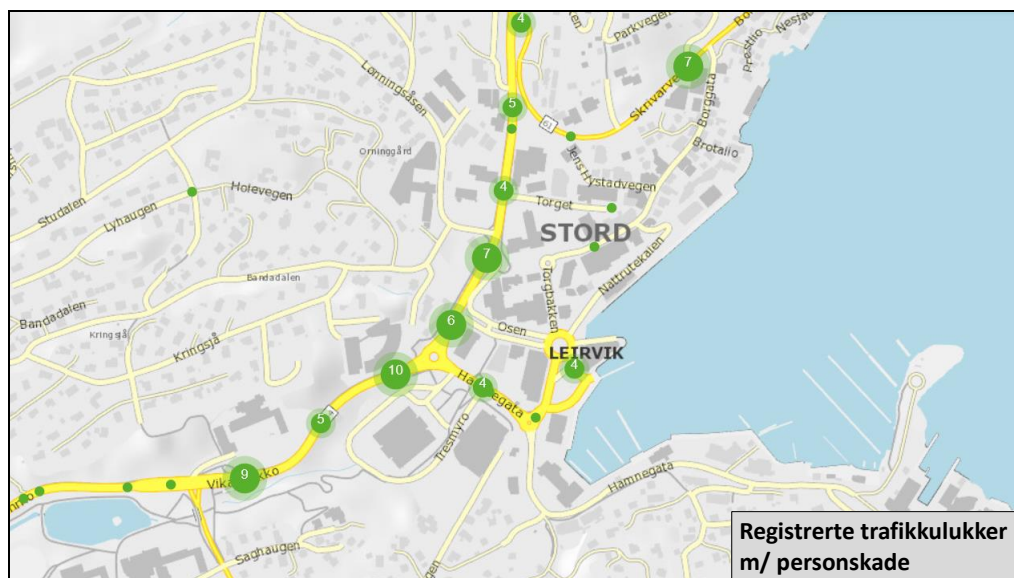 4
Parkvegen
Nesja
Prestlio
7
Lønningsåsen
5
Skrivarve
Borggata
61
Brotalio
Orninggård
Jens Hystadvegen
Studalen
Lyhaugen
Holevegen
4
Torget
STORD
7
Nattrutekaien
Torgbakken
Bandadalen
Bandadalen
Kringsjå
Kringsjå
6
Osen
LEIRVIK
10
4
4
Tresmyro
5
9
Hamnegata
Saghaugen
Registrerte trafikkulukker
m/ personskade